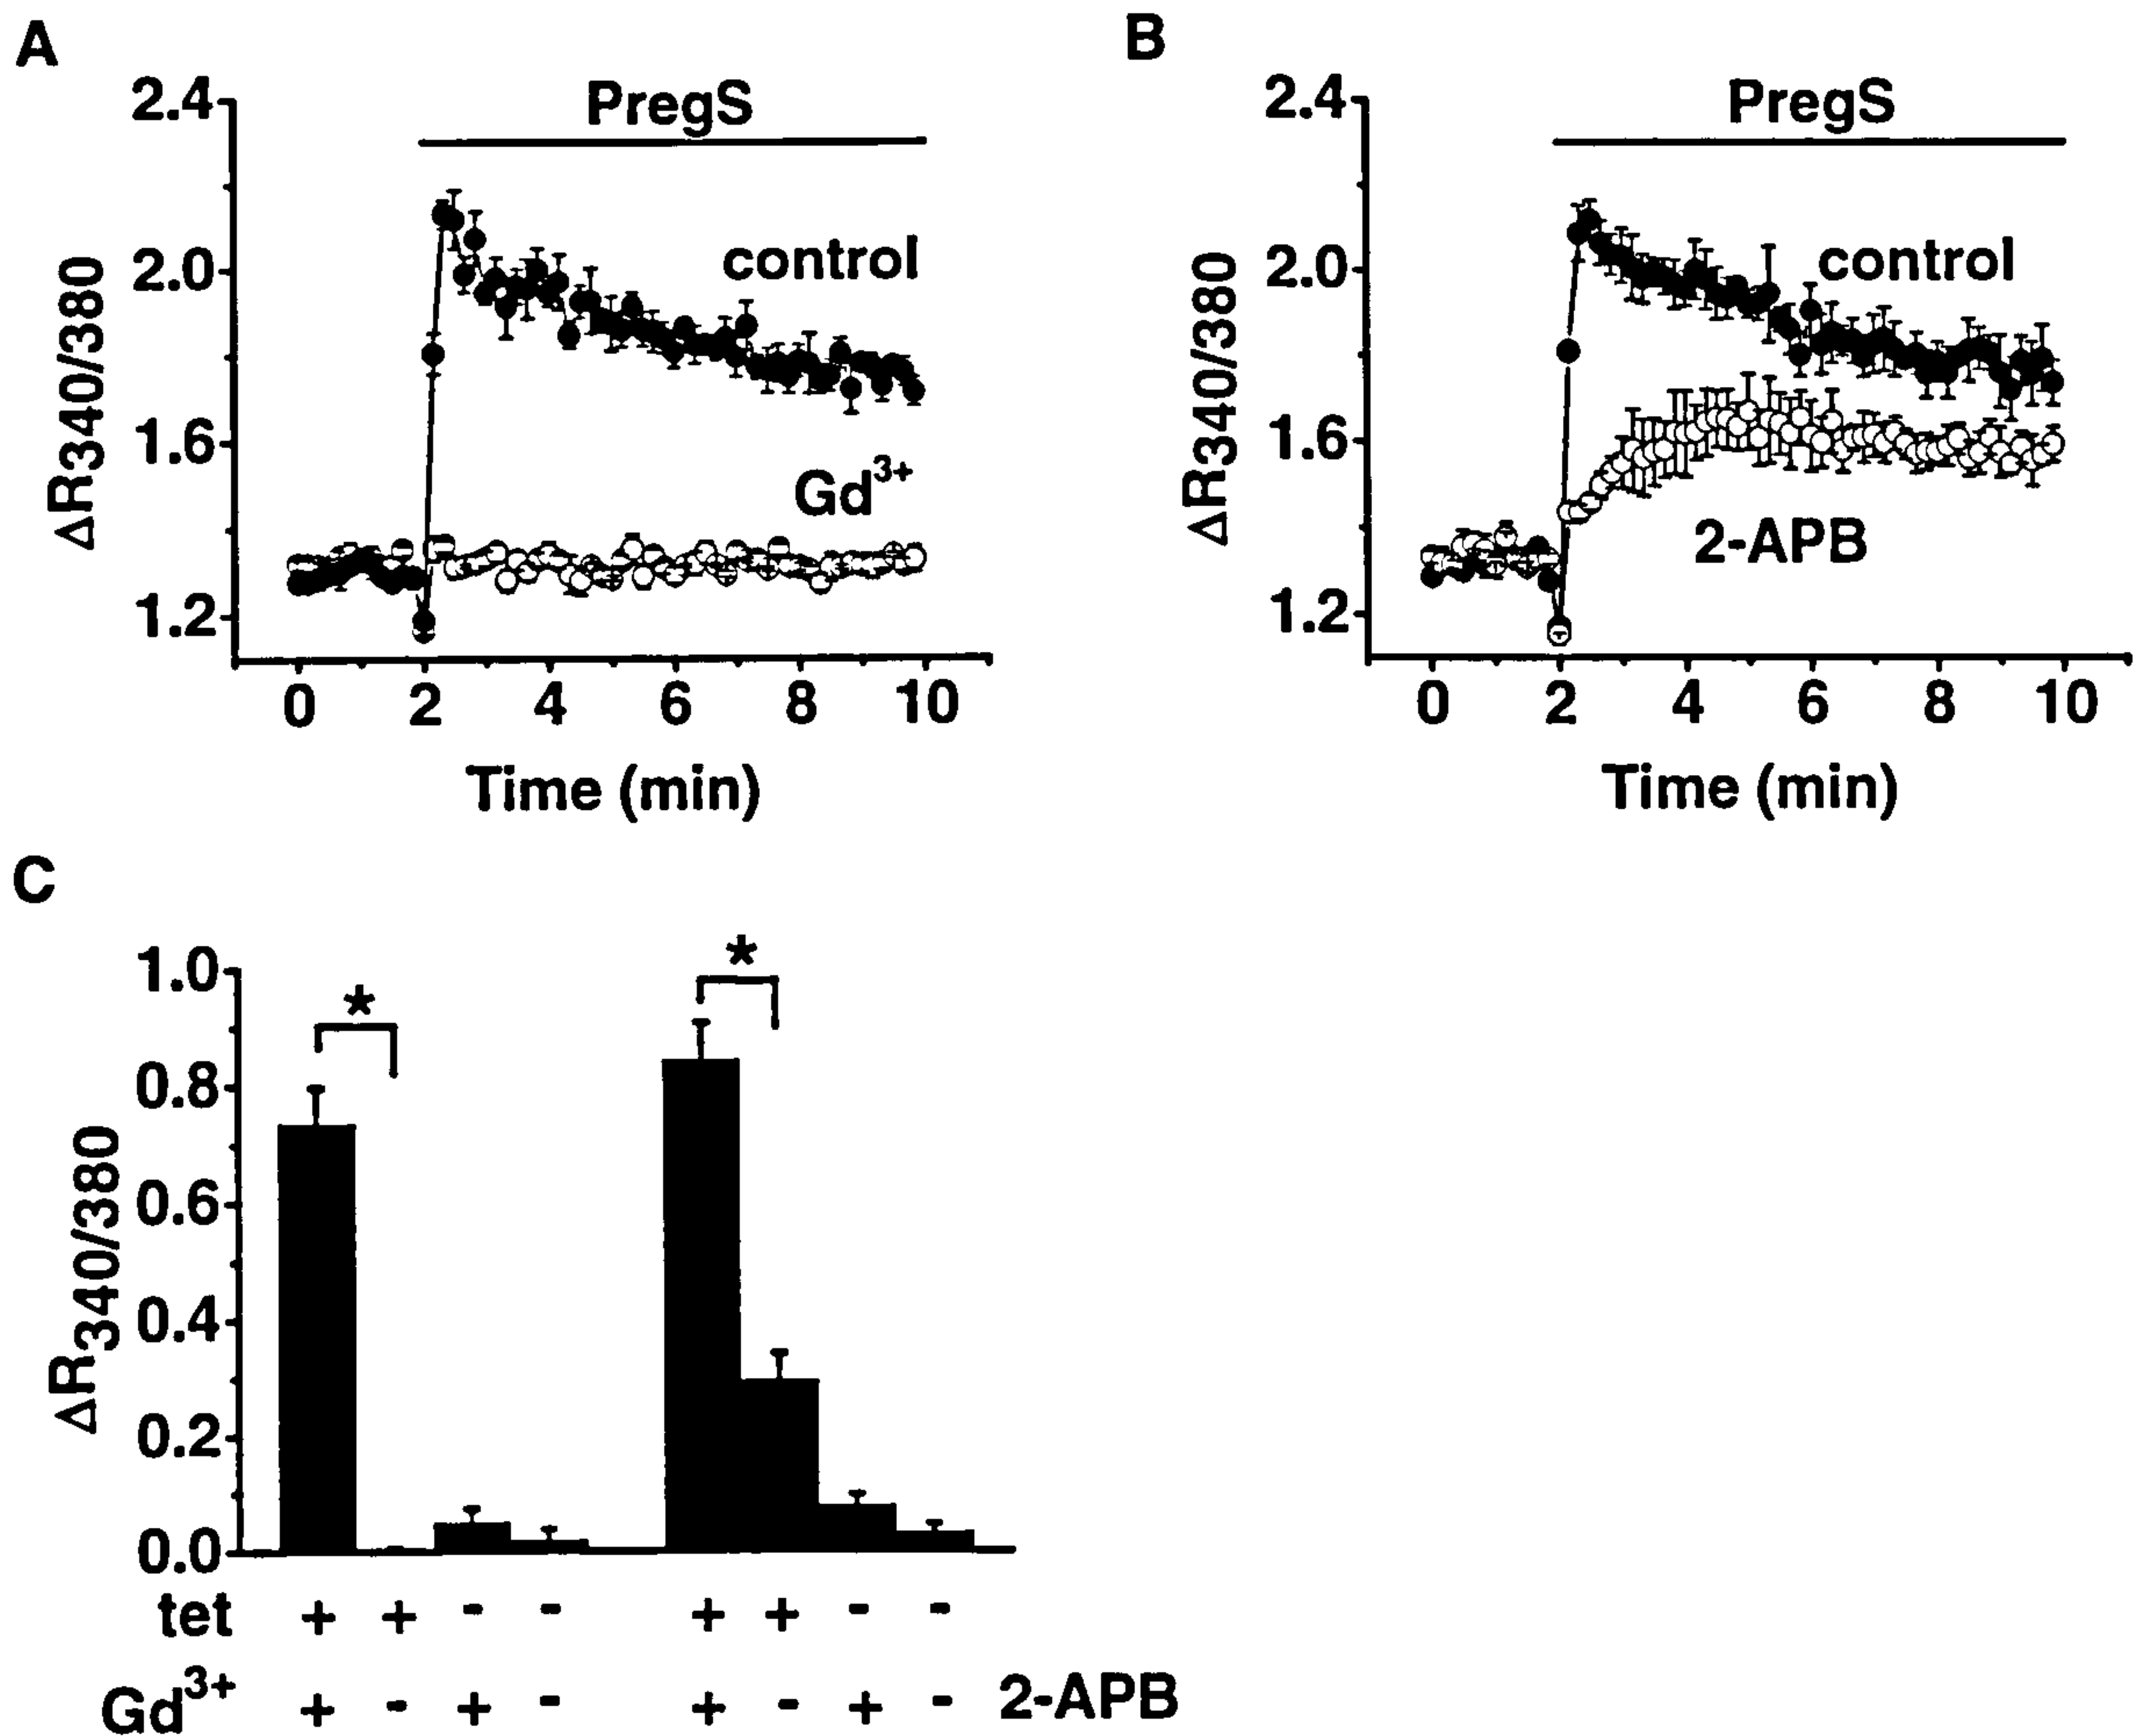 A
PregS
2.4
2.0
1.6
1.2
ΔR340/380
control
Gd3+
0 2 4 6 8 10
Time (min)
B
PregS
2.4
2.0
1.6
1.2
ΔR340/380
control
2-APB
0 2 4 6 8 10
Time (min)
C
1.0
0.8
0.6
0.4
0.2
0.0
ΔR340/380
*
*
tet + + - - + + - -
Gd3+ + - + - + - + - 2-APB